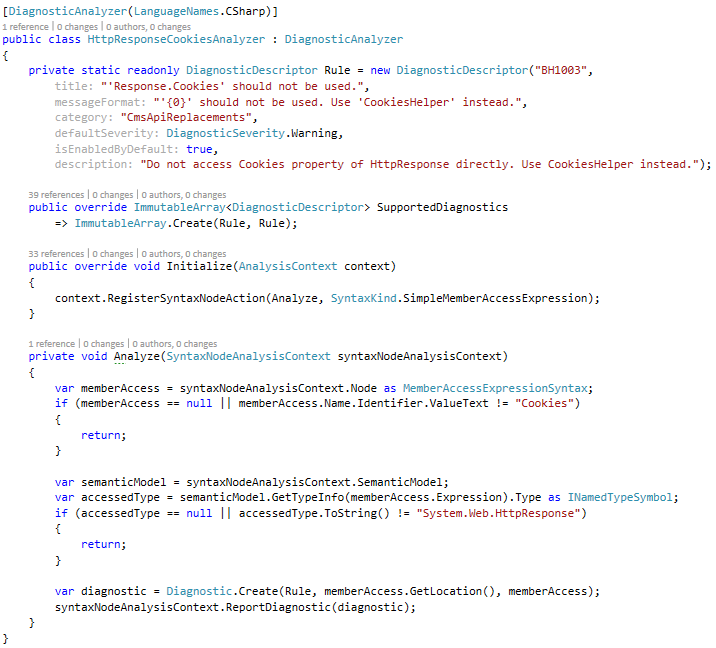 [DiagnosticAnalyzer(LanguageNames.CSharp)]
1 reference | 0 changes | 0 authors, 0 changes
public class HttpResponseCookiesAnalyzer : DiagnosticAnalyzer
{
    private static readonly DiagnosticDescriptor Rule = new DiagnosticDescriptor("BH1003",
        title: "'Response.Cookies' should not be used.",
        messageFormat: "'{0}' should not be used. Use 'CookiesHelper' instead.",
        category: "CmsApiReplacements",
        defaultSeverity: DiagnosticSeverity.Warning,
        isEnabledByDefault: true,
        description: "Do not access Cookies property of HttpResponse directly. Use CookiesHelper instead.");
    39 references | 0 changes | 0 authors, 0 changes
    public override ImmutableArray<DiagnosticDescriptor> SupportedDiagnostics
        => ImmutableArray.Create(Rule, Rule);
    33 references | 0 changes | 0 authors, 0 changes
    public override void Initialize(AnalysisContext context)
    {
        context.RegisterSyntaxNodeAction(Analyze, SyntaxKind.SimpleMemberAccessExpression);
    }
    1 reference | 0 changes | 0 authors, 0 changes
    private void Analyze(SyntaxNodeAnalysisContext syntaxNodeAnalysisContext)
    {
        var memberAccess = syntaxNodeAnalysisContext.Node as MemberAccessExpressionSyntax;
        if (memberAccess == null || memberAccess.Name.Identifier.ValueText != "Cookies")
        {
            return;
        }
        var semanticModel = syntaxNodeAnalysisContext.SemanticModel;
        var accessedType = semanticModel.GetTypeInfo(memberAccess.Expression).Type as INamedTypeSymbol;
        if (accessedType == null || accessedType.ToString() != "System.Web.HttpResponse")
        {
            return;
        }
        var diagnostic = Diagnostic.Create(Rule, memberAccess.GetLocation(), memberAccess);
        syntaxNodeAnalysisContext.ReportDiagnostic(diagnostic);
    }
}